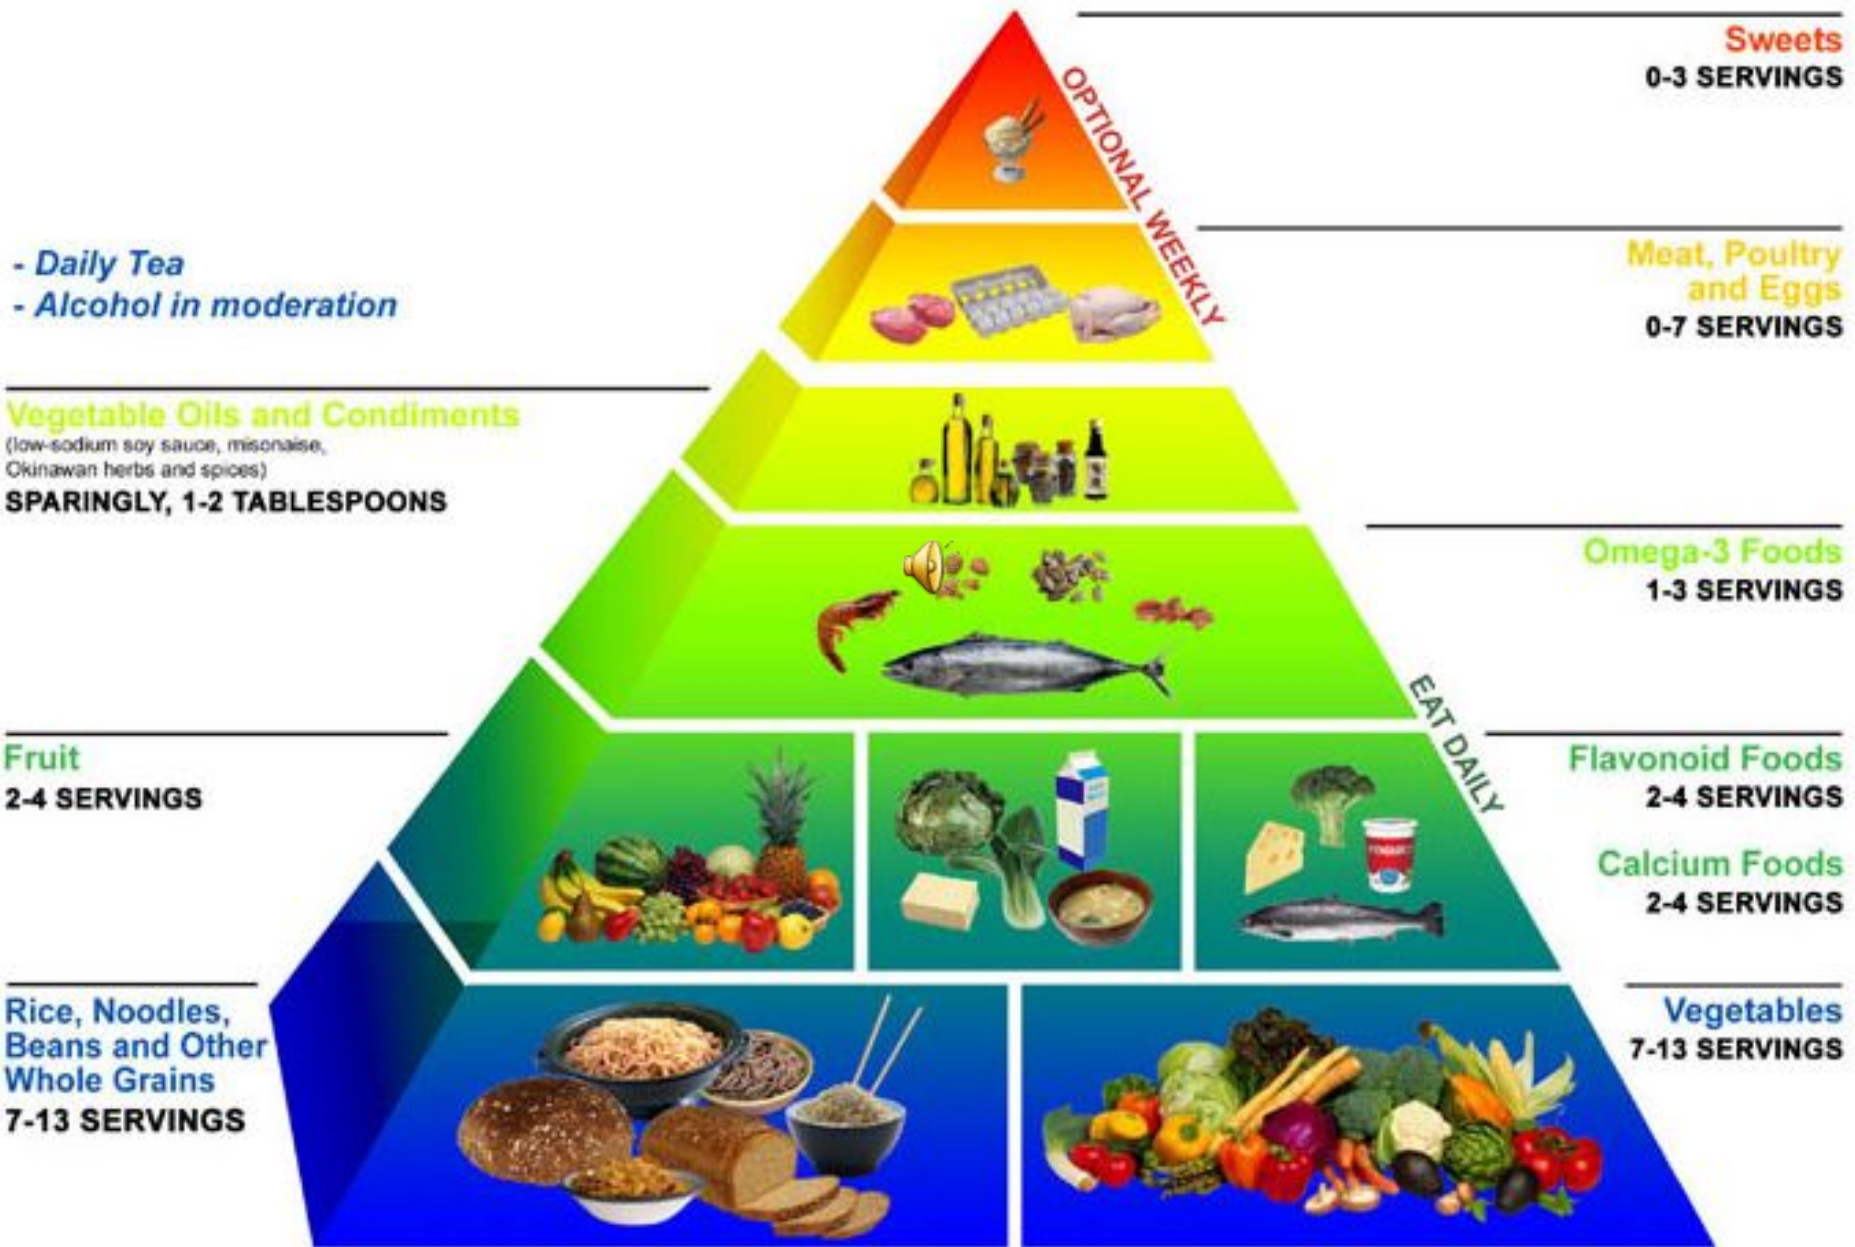 Sweets
0-3 SERVINGS
OPTIONAL WEEKLY
Meat, Poultry
and Eggs
0-7 SERVINGS
- Daily Tea
- Alcohol in moderation
Vegetable Oils and Condiments
(low-sodium soy sauce, misonaise,
Okinawan herbs and spices)
SPARINGLY, 1-2 TABLESPOONS
Omega-3 Foods
1-3 SERVINGS
EAT DAILY
Fruit
2-4 SERVINGS
Flavonoid Foods
2-4 SERVINGS
Calcium Foods
2-4 SERVINGS
Rice, Noodles,
Beans and Other
Whole Grains
7-13 SERVINGS
Vegetables
7-13 SERVINGS